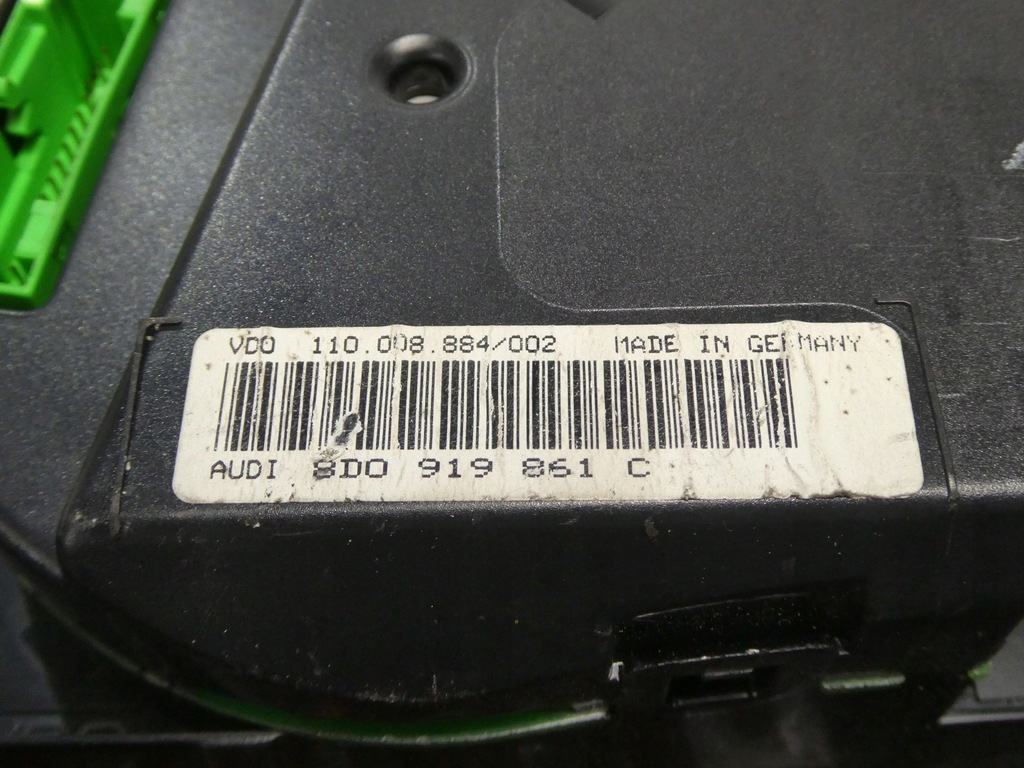 VDO 110.008.884/002 MADE IN GERMANY
AUDI 8D0 919 861 C